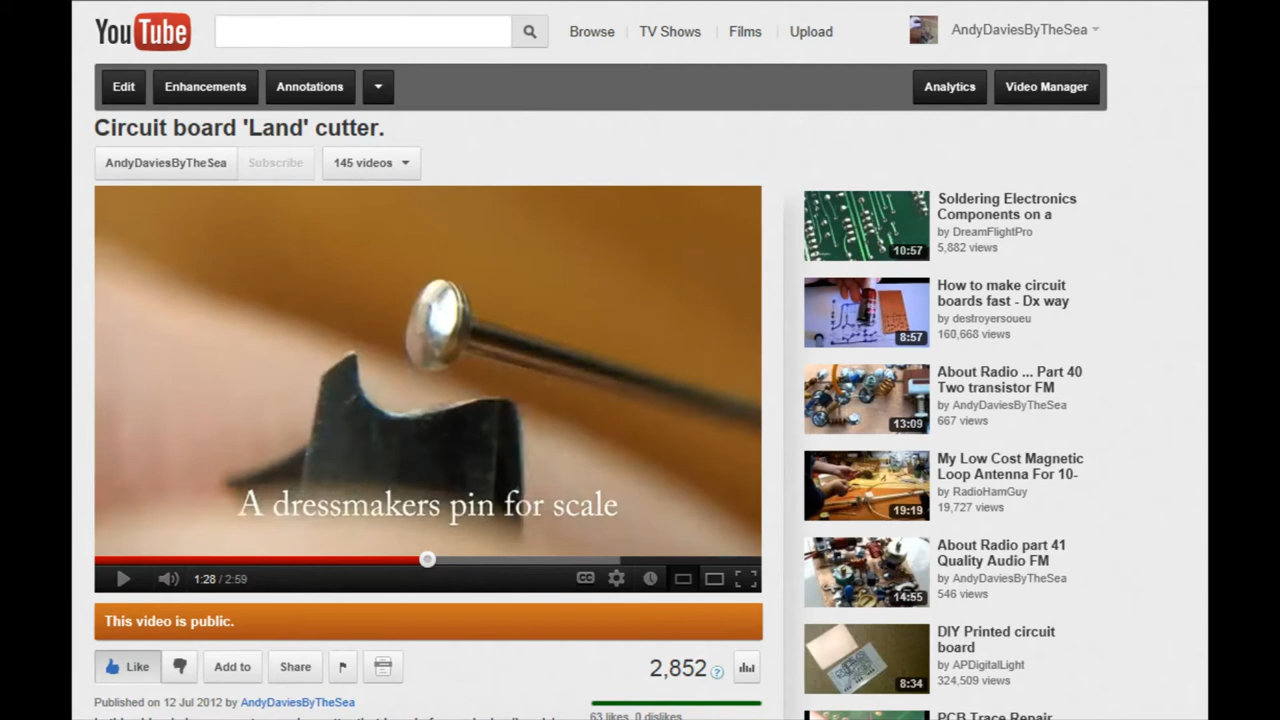 YouTube
Browse
TV Shows
Films
Upload
AndyDaviesByTheSea
Edit
Enhancements
Annotations
Analytics
Video Manager
Circuit board 'Land' cutter.
AndyDaviesByTheSea
Subscribe
145 videos
A dressmakers pin for scale
1:28 / 2:59
CC
This video is public.
Like
Add to
Share
2,852
?
Published on 12 Jul 2012 by AndyDaviesByTheSea
63 likes, 0 dislikes
10:57
Soldering Electronics
Components on a
by DreamFlightPro
5,882 views
8:57
How to make circuit
boards fast - Dx way
by destroyersoueu
160,668 views
13:09
About Radio ... Part 40
Two transistor FM
by AndyDaviesByTheSea
667 views
19:19
My Low Cost Magnetic
Loop Antenna For 10-
by RadioHamGuy
19,727 views
14:55
About Radio part 41
Quality Audio FM
by AndyDaviesByTheSea
546 views
8:34
DIY Printed circuit
board
by APDigitalLight
324,509 views
PCB Trace Repair